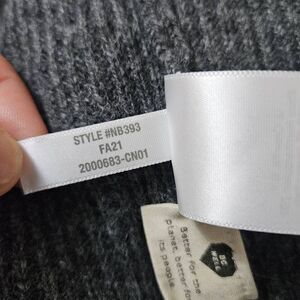 STYLE #NB393
FA21
2000683-CN01
Better for the
planet, better for
its people.